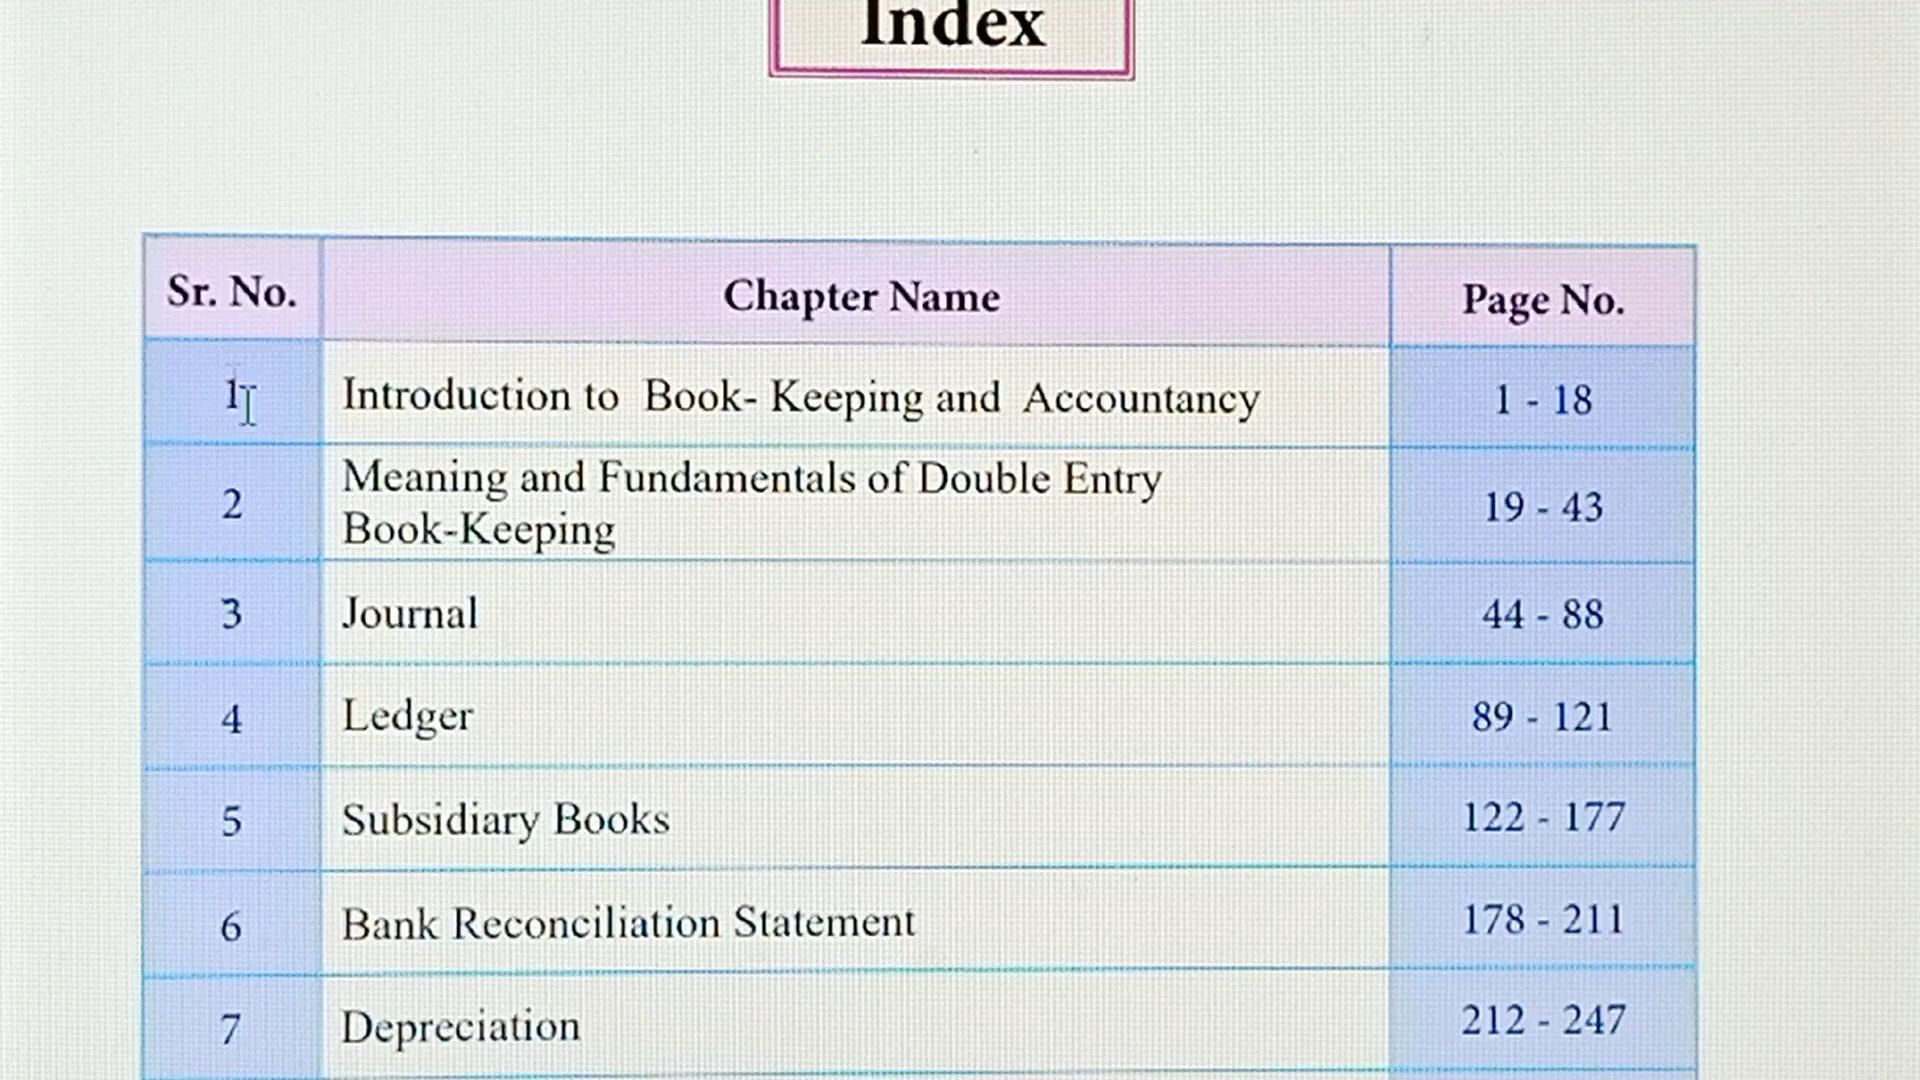 Index
Sr. No. Chapter Name Page No.
1 Introduction to Book- Keeping and Accountancy 1 - 18
2 Meaning and Fundamentals of Double Entry
Book-Keeping 19 - 43
3 Journal 44 - 88
4 Ledger 89 - 121
5 Subsidiary Books 122 - 177
6 Bank Reconciliation Statement 178 - 211
7 Depreciation 212 - 247